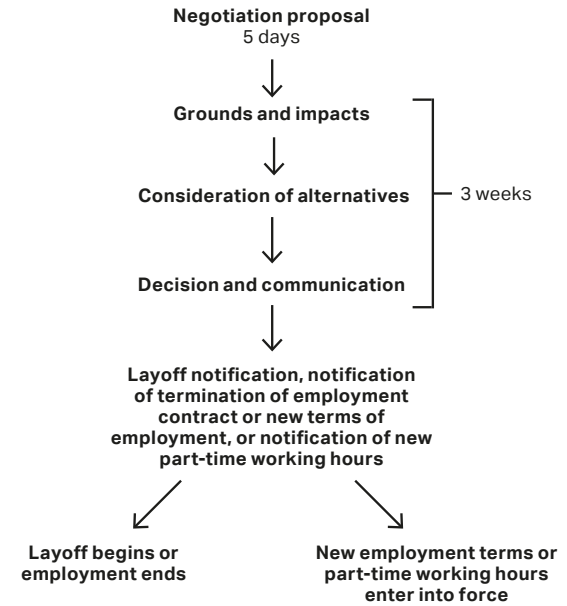 Negotiation proposal
5 days
Grounds and impacts
Consideration of alternatives
3 weeks
Decision and communication
Layoff notification, notification
of termination of employment
contract or new terms of
employment, or notification of new
part-time working hours
Layoff begins or
employment ends
New employment terms or
part-time working hours
enter into force